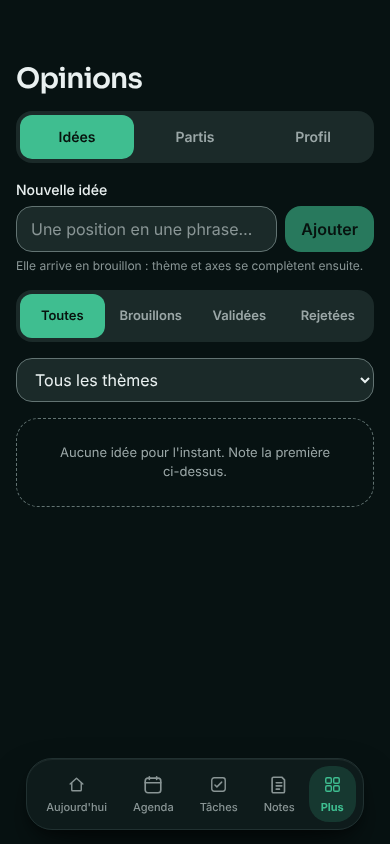 Opinions
Idées
Partis
Profil
Nouvelle idée
Une position en une phrase...
Ajouter
Elle arrive en brouillon : thème et axes se complètent ensuite.
Toutes
Brouillons
Validées
Rejetées
Tous les thèmes
Aucune idée pour l'instant. Note la première
ci-dessus.
Aujourd'hui
Agenda
Tâches
Notes
Plus